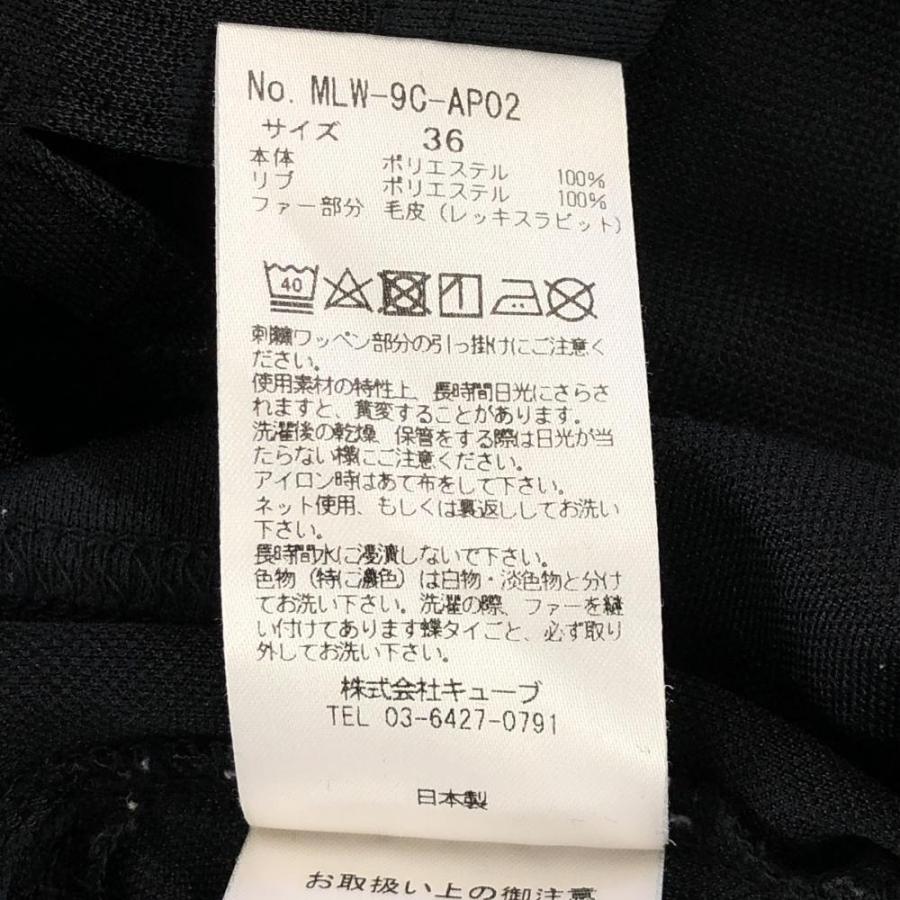 No. MLW-9C-AP02
サイズ 36
本体 ポリエステル 100%
リブ ポリエステル 100%
ファー部分 毛皮(レッキスラビット)
40
刺繍ワッペン部分の引っ掛けにご注意く
ださい。
使用素材の特性上、長時間日光にさらさ
れますと、黄変することがあります。
洗濯後の乾燥、保管をする際は日光が当
たらない様にご注意ください。
アイロン時はあて布をして下さい。
ネット使用、もしくは裏返ししてお洗い
下さい。
長時間水に浸漬しないで下さい。
色物(特に濃色)は白物・淡色物と分け
てお洗い下さい。洗濯の際、ファーを縫
い付けてあります蝶タイごと、必ず取り
外してお洗い下さい。
株式会社キューブ
TEL 03-6427-0791
日本製
お取扱い上の御注意